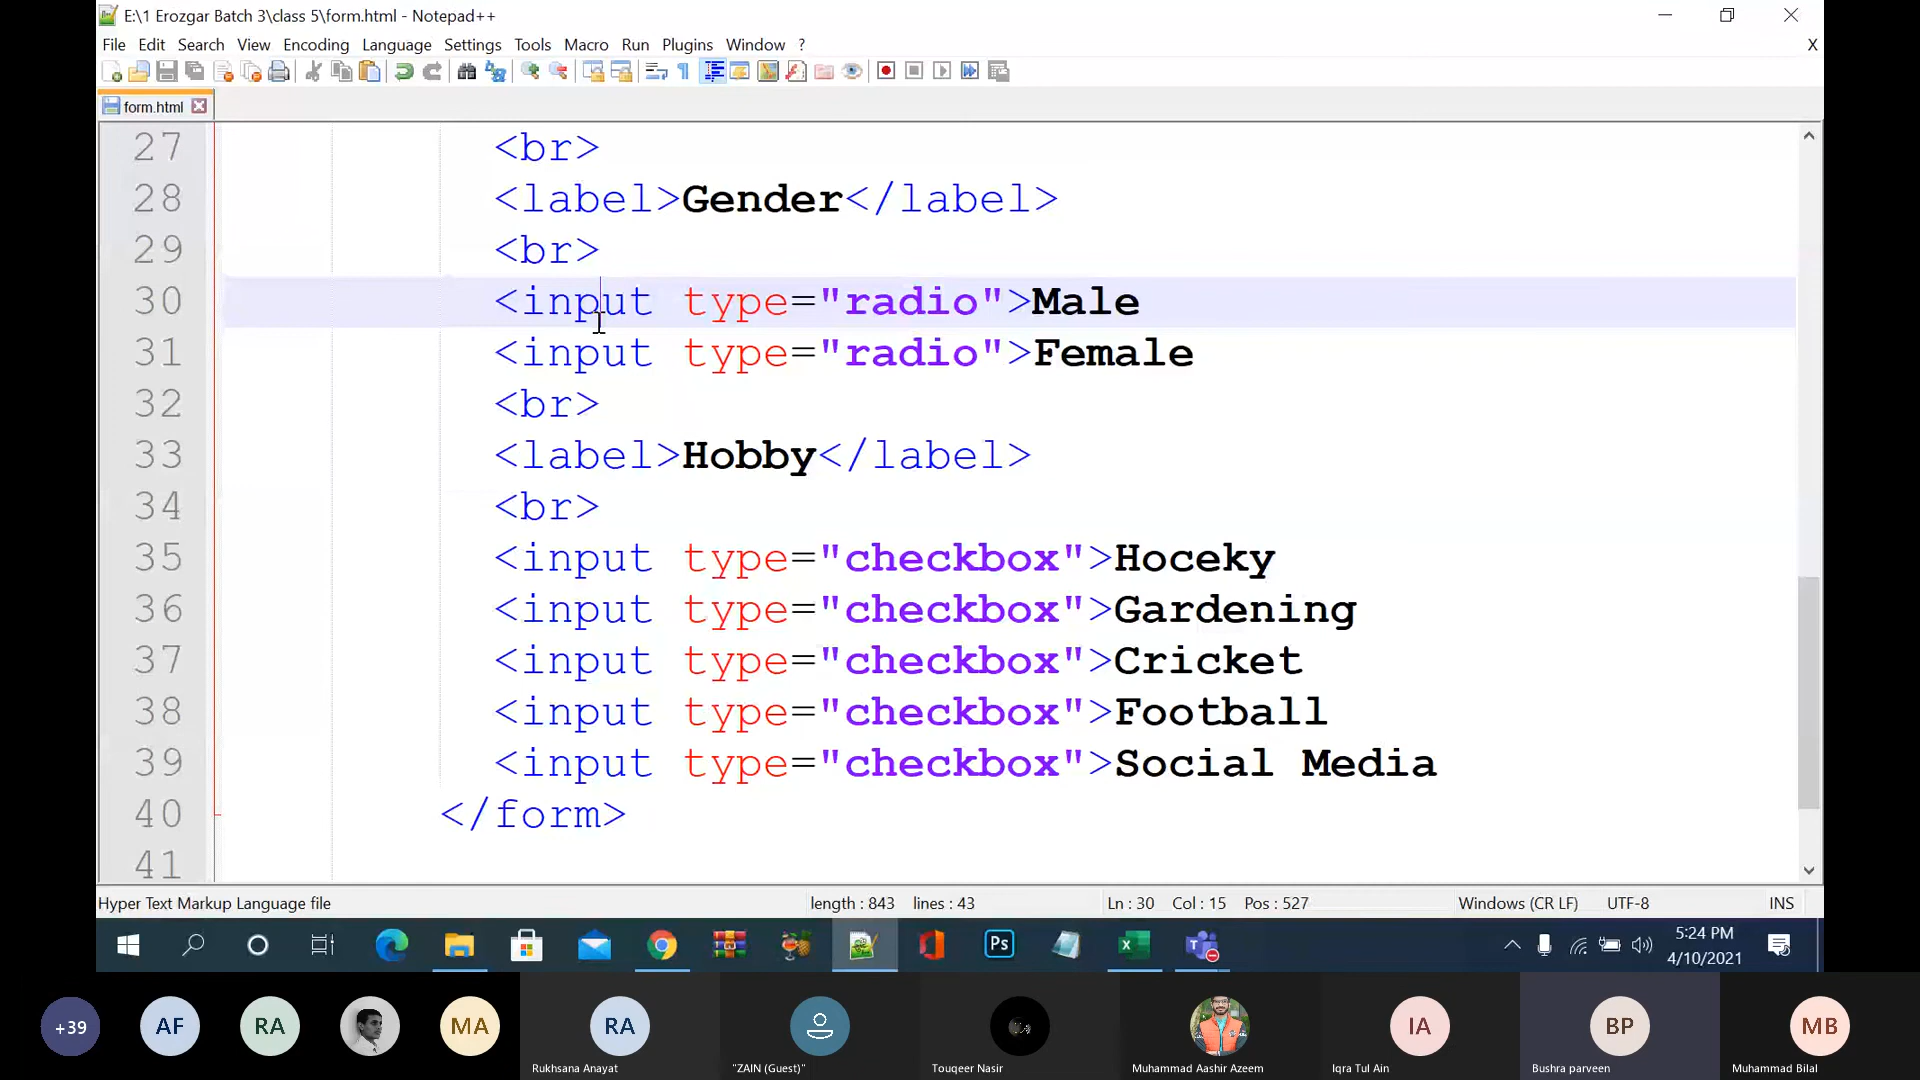 E:\1 Erozgar Batch 3\class 5\form.html - Notepad++
File Edit Search View Encoding Language Settings Tools Macro Run Plugins Window ? X
form.html
27 <br>
28 <label>Gender</label>
29 <br>
30 <input type="radio">Male
31 <input type="radio">Female
32 <br>
33 <label>Hobby</label>
34 <br>
35 <input type="checkbox">Hoceky
36 <input type="checkbox">Gardening
37 <input type="checkbox">Cricket
38 <input type="checkbox">Football
39 <input type="checkbox">Social Media
40 </form>
41
Hyper Text Markup Language file length : 843 lines : 43 Ln : 30 Col : 15 Pos : 527 Windows (CR LF) UTF-8 INS
Ps
5:24 PM
4/10/2021
+39 AF RA MA RA IA BP MB
Rukhsana Anayat "ZAIN (Guest)" Touqeer Nasir Muhammad Aashir Azeem Iqra Tul Ain Bushra parveen Muhammad Bilal